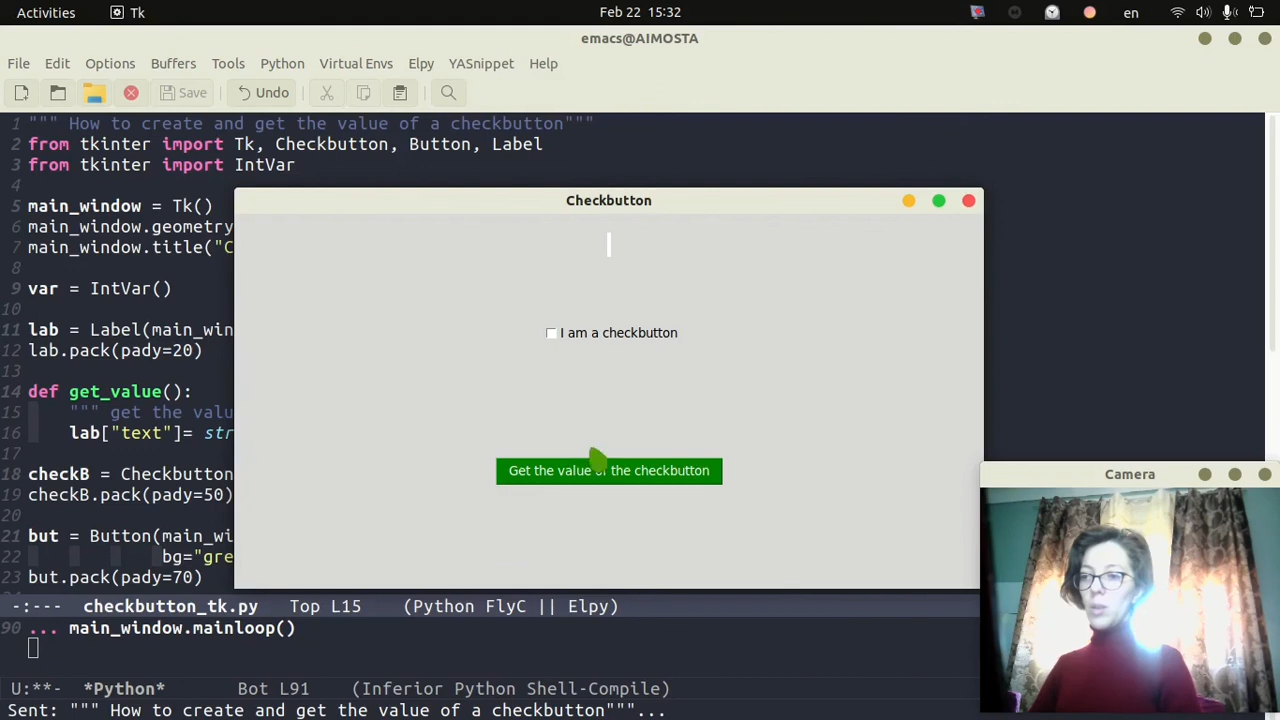 Activities Tk Feb 22 15:32 en
emacs@AIMOSTA
File Edit Options Buffers Tools Python Virtual Envs Elpy YASnippet Help
Save Undo
1 """ How to create and get the value of a checkbutton"""
2 from tkinter import Tk, Checkbutton, Button, Label
3 from tkinter import IntVar
4
5 main_window = Tk()
6 main_window.geometry
7 main_window.title("C
8
9 var = IntVar()
10
11 lab = Label(main_win
12 lab.pack(pady=20)
13
14 def get_value():
15 """ get the valu
16 lab["text"]= str
17
18 checkB = Checkbutton
19 checkB.pack(pady=50)
20
21 but = Button(main_wi
22 bg="gre
23 but.pack(pady=70)
Checkbutton
I am a checkbutton
Get the value of the checkbutton
Camera
-:--- checkbutton_tk.py Top L15 (Python FlyC || Elpy)
90 ... main_window.mainloop()
U:**- *Python* Bot L91 (Inferior Python Shell-Compile)
Sent: """ How to create and get the value of a checkbutton"""...